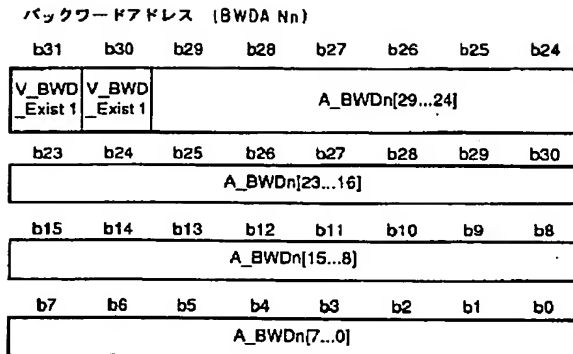 バックワードアドレス (BWDA Nn)
b31 b30 b29 b28 b27 b26 b25 b24
V_BWD _Exist 1 V_BWD _Exist 1 A_BWDn[29...24]
b23 b24 b25 b26 b27 b28 b29 b30
A_BWDn[23...16]
b15 b14 b13 b12 b11 b10 b9 b8
A_BWDn[15...8]
b7 b6 b5 b4 b3 b2 b1 b0
A_BWDn[7...0]